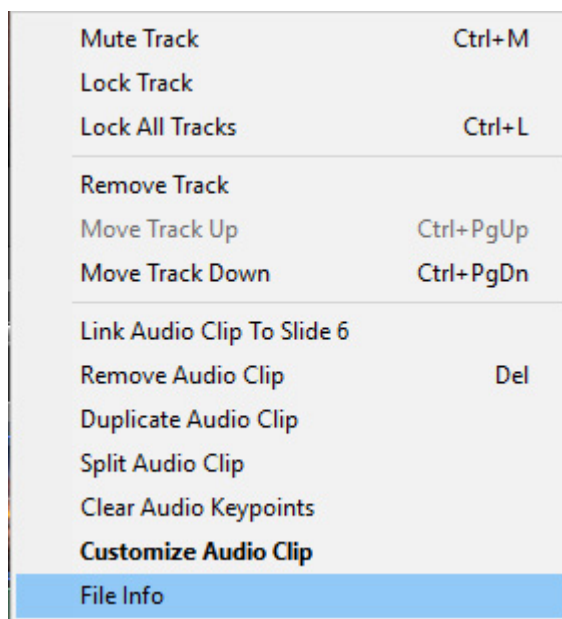 Mute Track Ctrl+M
Lock Track
Lock All Tracks Ctrl+L
Remove Track
Move Track Up Ctrl+PgUp
Move Track Down Ctrl+PgDn
Link Audio Clip To Slide 6
Remove Audio Clip Del
Duplicate Audio Clip
Split Audio Clip
Clear Audio Keypoints
Customize Audio Clip
File Info